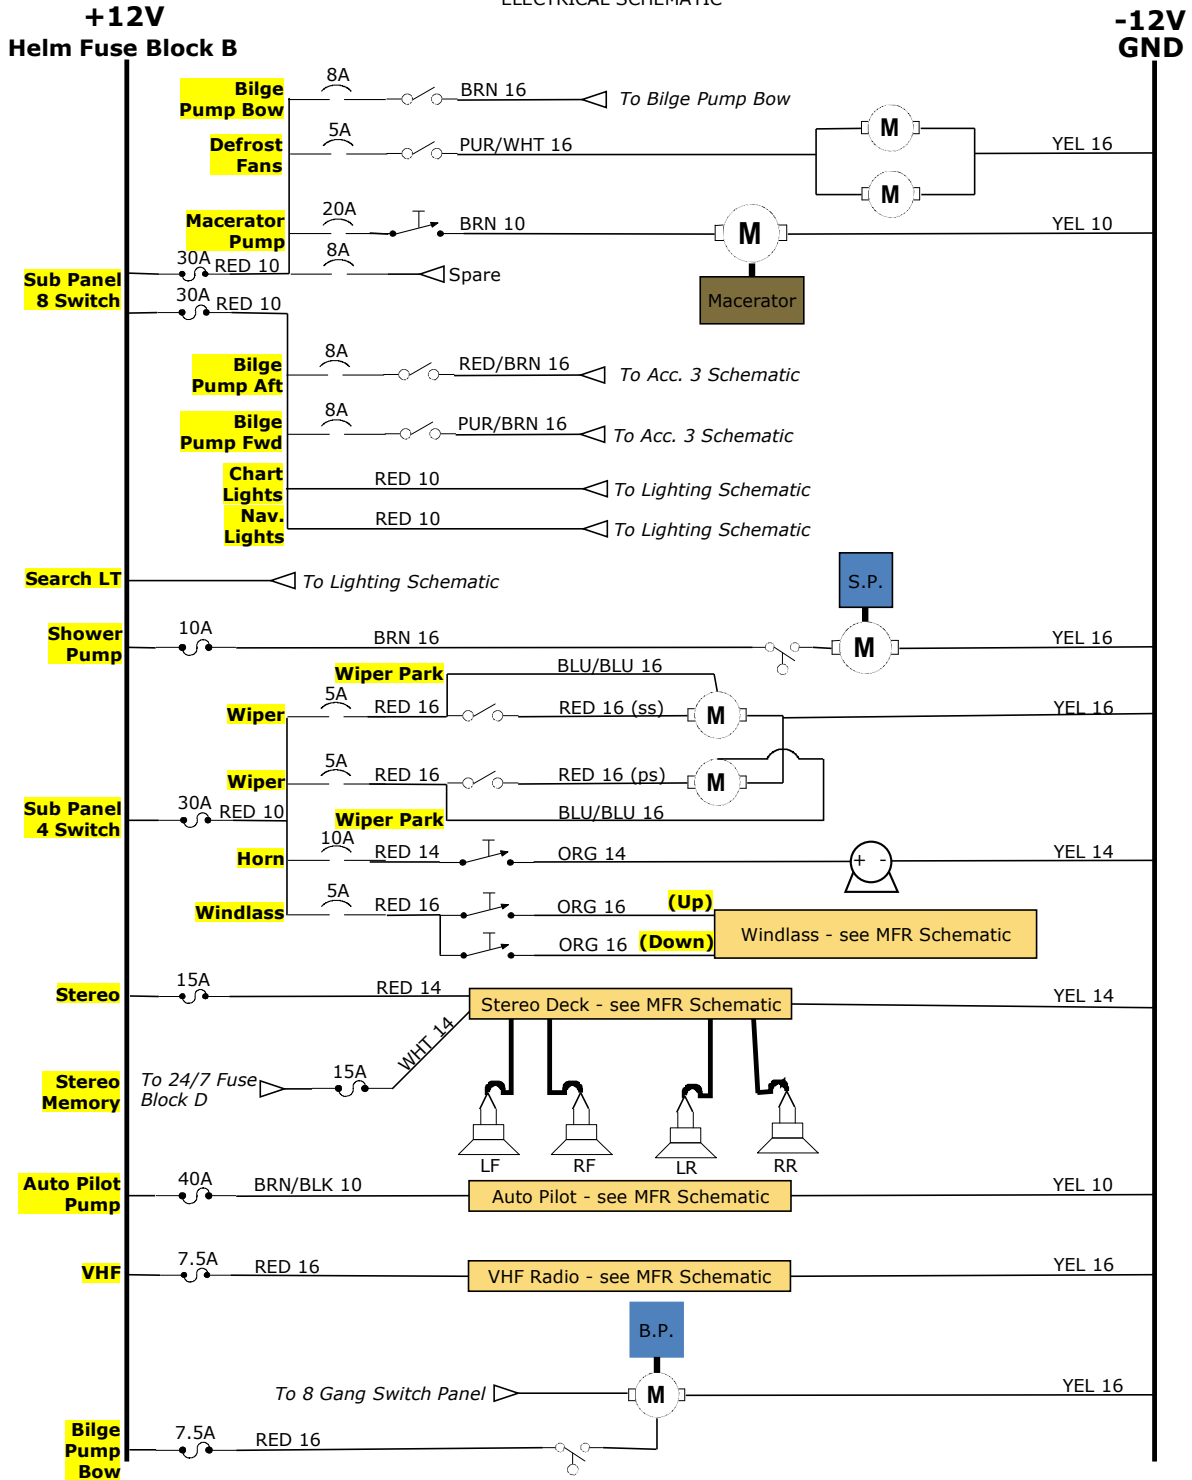 ELECTRICAL SCHEMATIC
+12V
Helm Fuse Block B
-12V
GND
Bilge
Pump Bow
8A
BRN 16
To Bilge Pump Bow
Defrost
Fans
5A
PUR/WHT 16
M
M
YEL 16
Macerator
Pump
20A
BRN 10
M
YEL 10
Macerator
Sub Panel
8 Switch
30A
RED 10
8A
Spare
30A
RED 10
Bilge
Pump Aft
8A
RED/BRN 16
To Acc. 3 Schematic
Bilge
Pump Fwd
8A
PUR/BRN 16
To Acc. 3 Schematic
Chart
Lights
RED 10
To Lighting Schematic
Nav.
Lights
RED 10
To Lighting Schematic
Search LT
To Lighting Schematic
S.P.
Shower
Pump
10A
BRN 16
M
YEL 16
Wiper Park
BLU/BLU 16
Wiper
5A
RED 16
RED 16 (ss)
M
YEL 16
Wiper
5A
RED 16
RED 16 (ps)
M
Wiper Park
BLU/BLU 16
Sub Panel
4 Switch
30A
RED 10
Horn
10A
RED 14
ORG 14
+ -
YEL 14
Windlass
5A
RED 16
ORG 16
(Up)
ORG 16
(Down)
Windlass - see MFR Schematic
Stereo
15A
RED 14
Stereo Deck - see MFR Schematic
YEL 14
WHT 14
Stereo
Memory
To 24/7 Fuse
Block D
15A
LF
RF
LR
RR
Auto Pilot
Pump
40A
BRN/BLK 10
Auto Pilot - see MFR Schematic
YEL 10
VHF
7.5A
RED 16
VHF Radio - see MFR Schematic
YEL 16
B.P.
To 8 Gang Switch Panel
M
YEL 16
Bilge
Pump
Bow
7.5A
RED 16